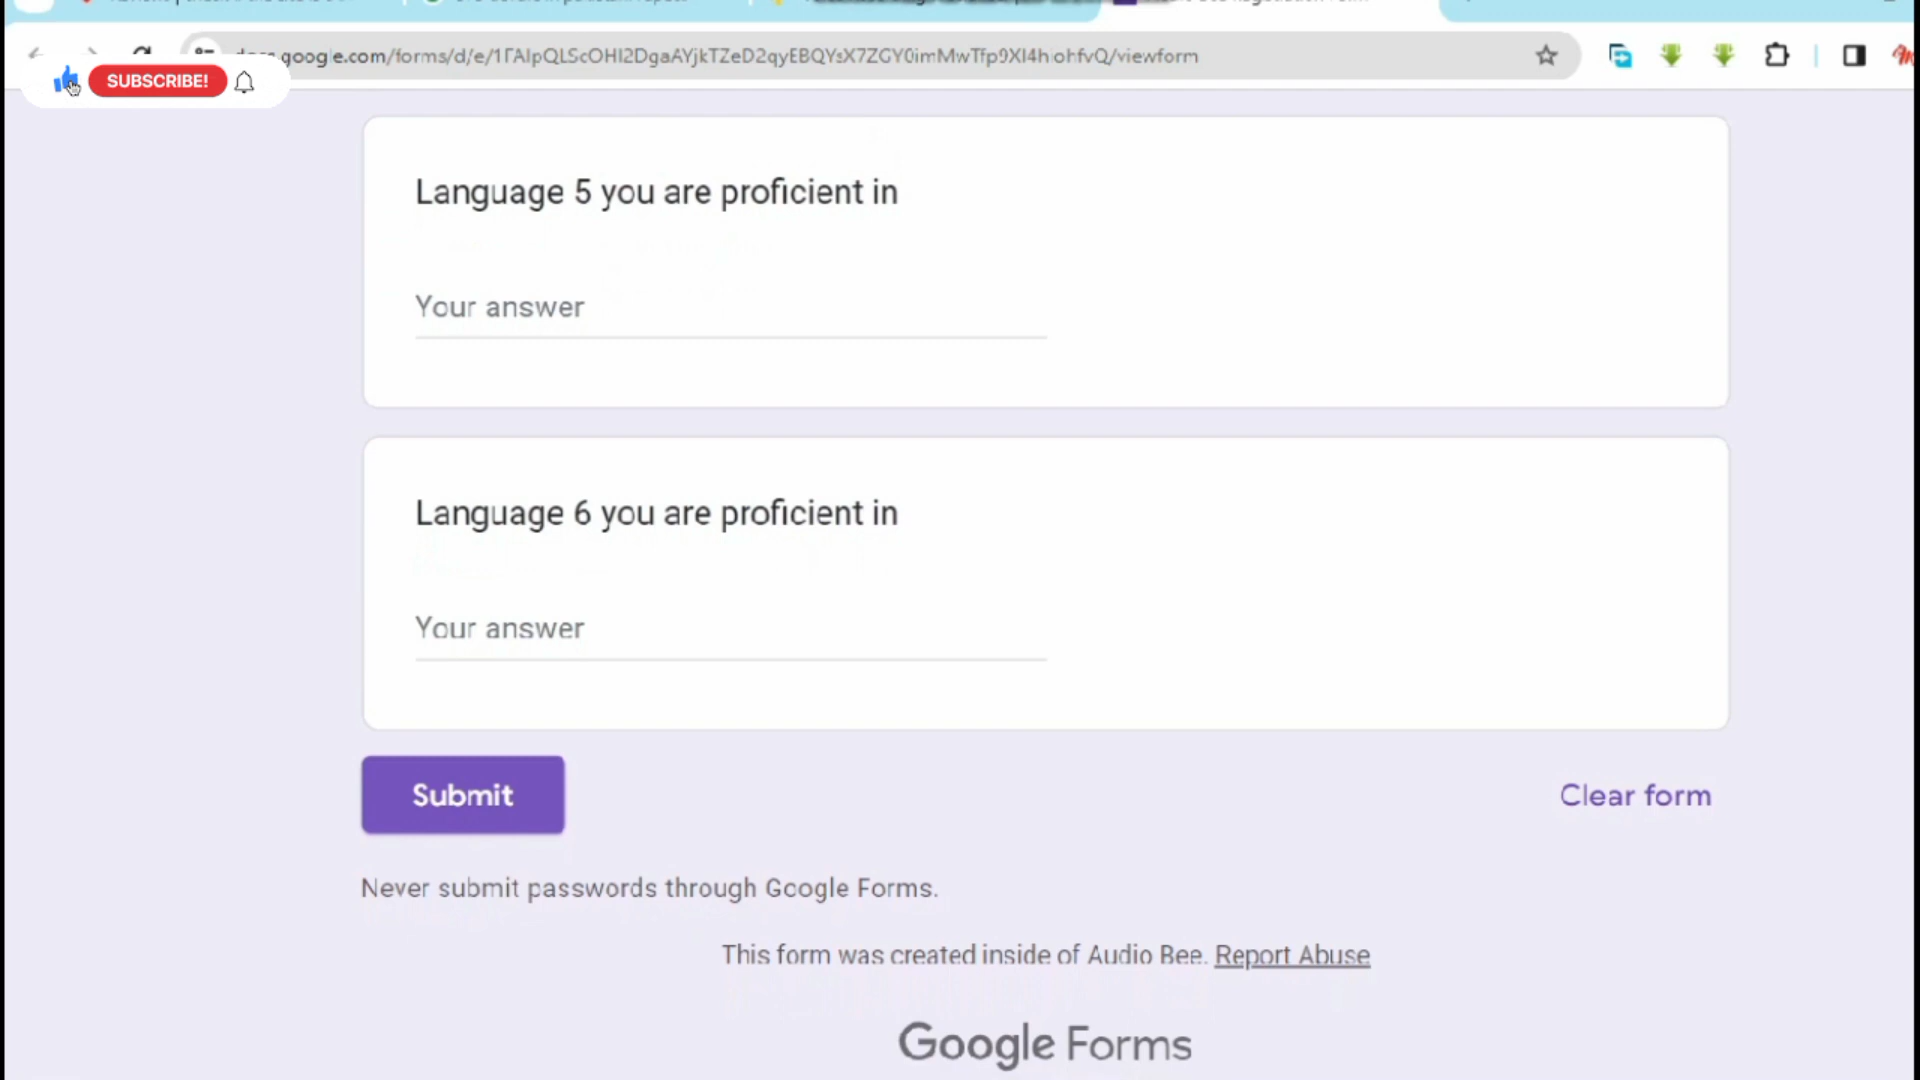 SUBSCRIBE!
google.com/forms/d/e/
/viewform
Language 5 you are proficient in
Your answer
Language 6 you are proficient in
Your answer
Submit
Clear form
Never submit passwords through Google Forms.
This form was created inside of Audio Bee. Report Abuse
Google Forms